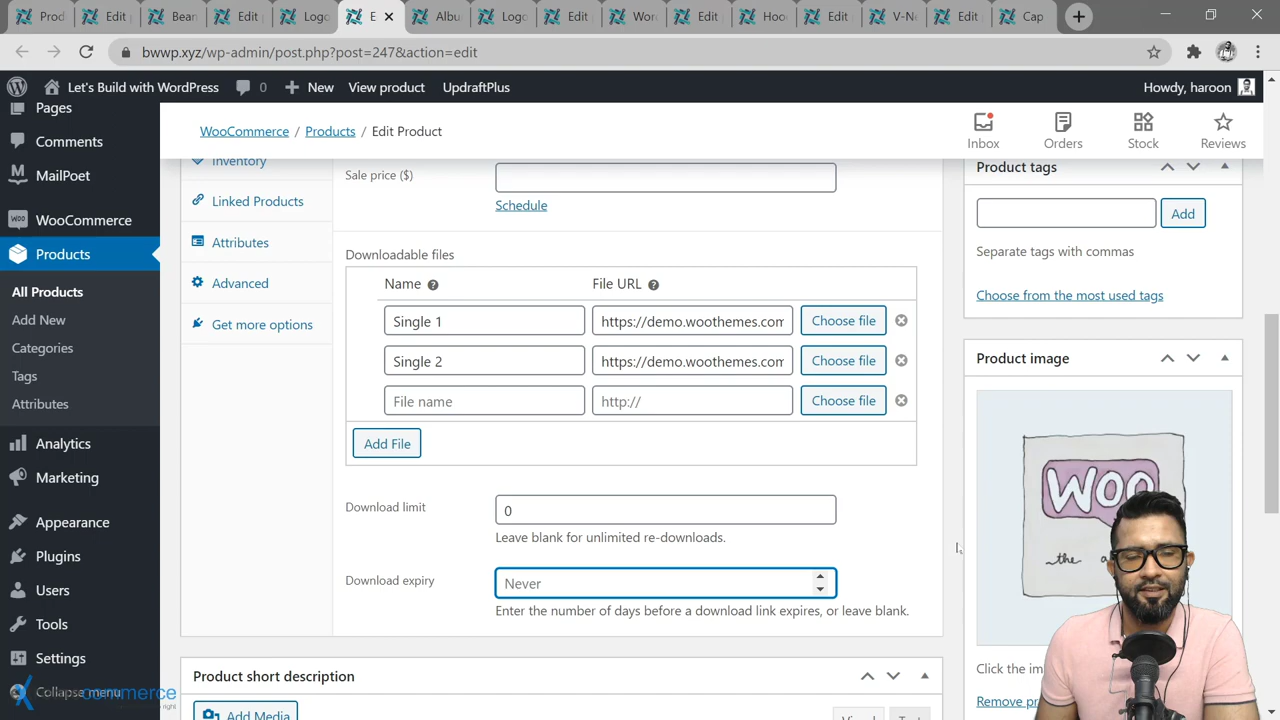 Prod
Edit p
Bean
Edit
Logo
E
Albu
Logo
Edit
Wor
Edit
Hoo
Edit
V-Ne
Edit
Cap
bwwp.xyz/wp-admin/post.php?post=247&action=edit
Let's Build with WordPress
0
New
View product
UpdraftPlus
Howdy, haroon
Pages
Comments
MailPoet
WooCommerce
Products
All Products
Add New
Categories
Tags
Attributes
Analytics
Marketing
Appearance
Plugins
Users
Tools
Settings
Collapse menu
commerce
WooCommerce / Products / Edit Product
Inbox
Orders
Stock
Reviews
Inventory
Linked Products
Attributes
Advanced
Get more options
Sale price ($)
Schedule
Downloadable files
Name
File URL
Single 1
https://demo.woothemes.com
Choose file
Single 2
https://demo.woothemes.com
Choose file
File name
http://
Choose file
Add File
Download limit
0
Leave blank for unlimited re-downloads.
Download expiry
Never
Enter the number of days before a download link expires, or leave blank.
Product short description
Add Media
Product tags
Add
Separate tags with commas
Choose from the most used tags
Product image
WOO
the
Click the im
Remove pr